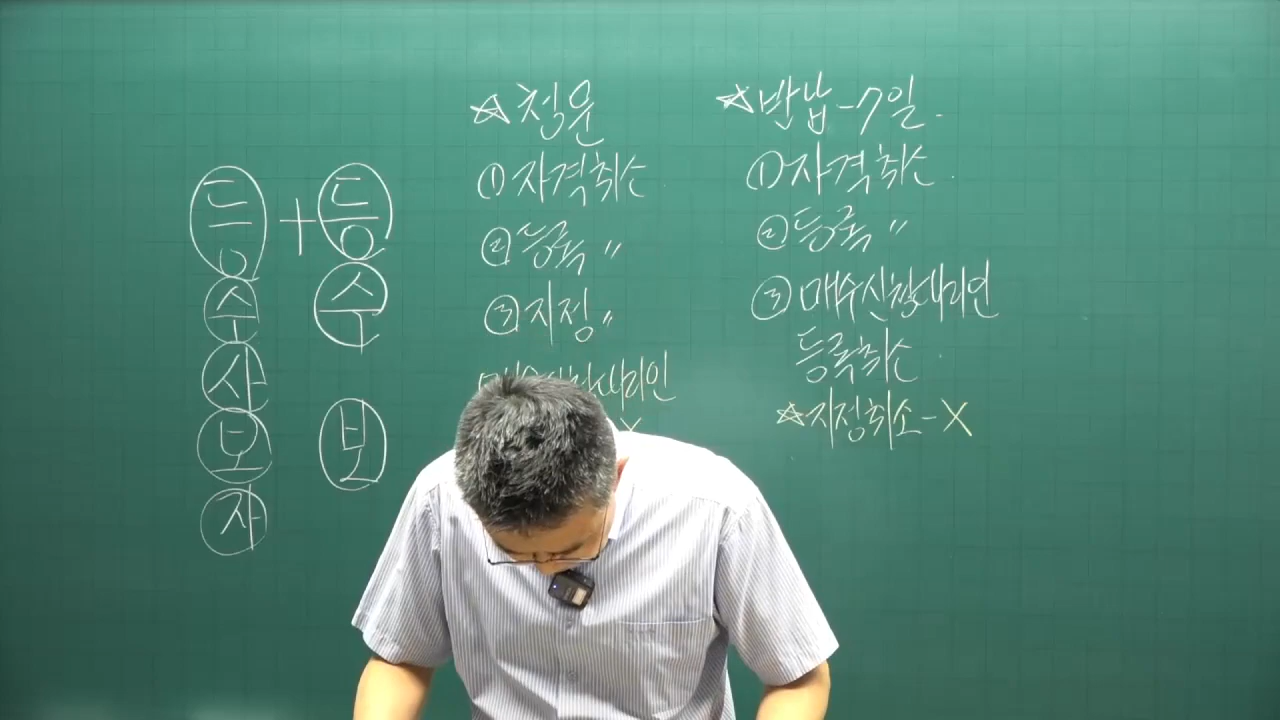 등 + 등
수 수
사
보 보
자
☆청문
①자격취소
②등록 〃
③지정 〃
☆반납-7일.
①자격취소
②등록 〃
③매수신청대리인
등록취소
☆지정취소-X